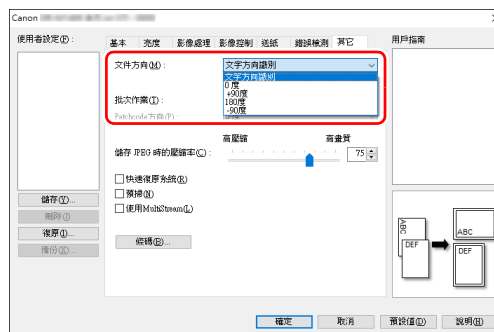 Canon
使用者設定(E):
基本 亮度 影像處理 影像控制 送紙 錯誤檢測 其它
用戶指南
文件方向(M):
文字方向識別
文字方向識別
0 度
+90度
180度
-90度
批次作業(I):
Patchcode方向(P)
高壓縮 高畫質
儲存 JPEG 時的壓縮率(C):
75
快速復原系統(R)
預掃(N)
使用MultiStream(L)
條碼(B)...
儲存(V)...
刪除(J)
復原(J)...
備份(K)...
ABC
DEF
ABC
DEF
確定 取消 預設值(D) 說明(H)